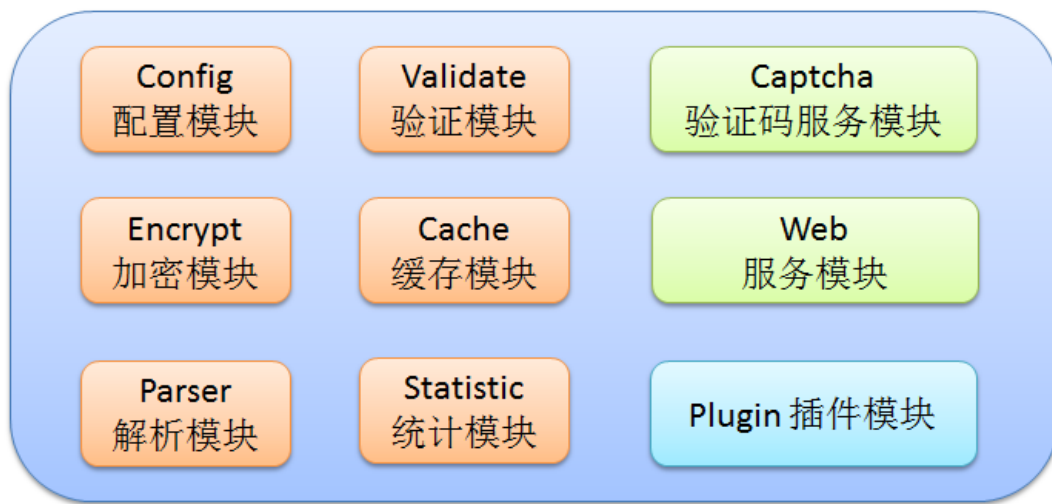 Config
配置模块
Validate
验证模块
Captcha
验证码服务模块
Encrypt
加密模块
Cache
缓存模块
Web
服务模块
Parser
解析模块
Statistic
统计模块
Plugin 插件模块